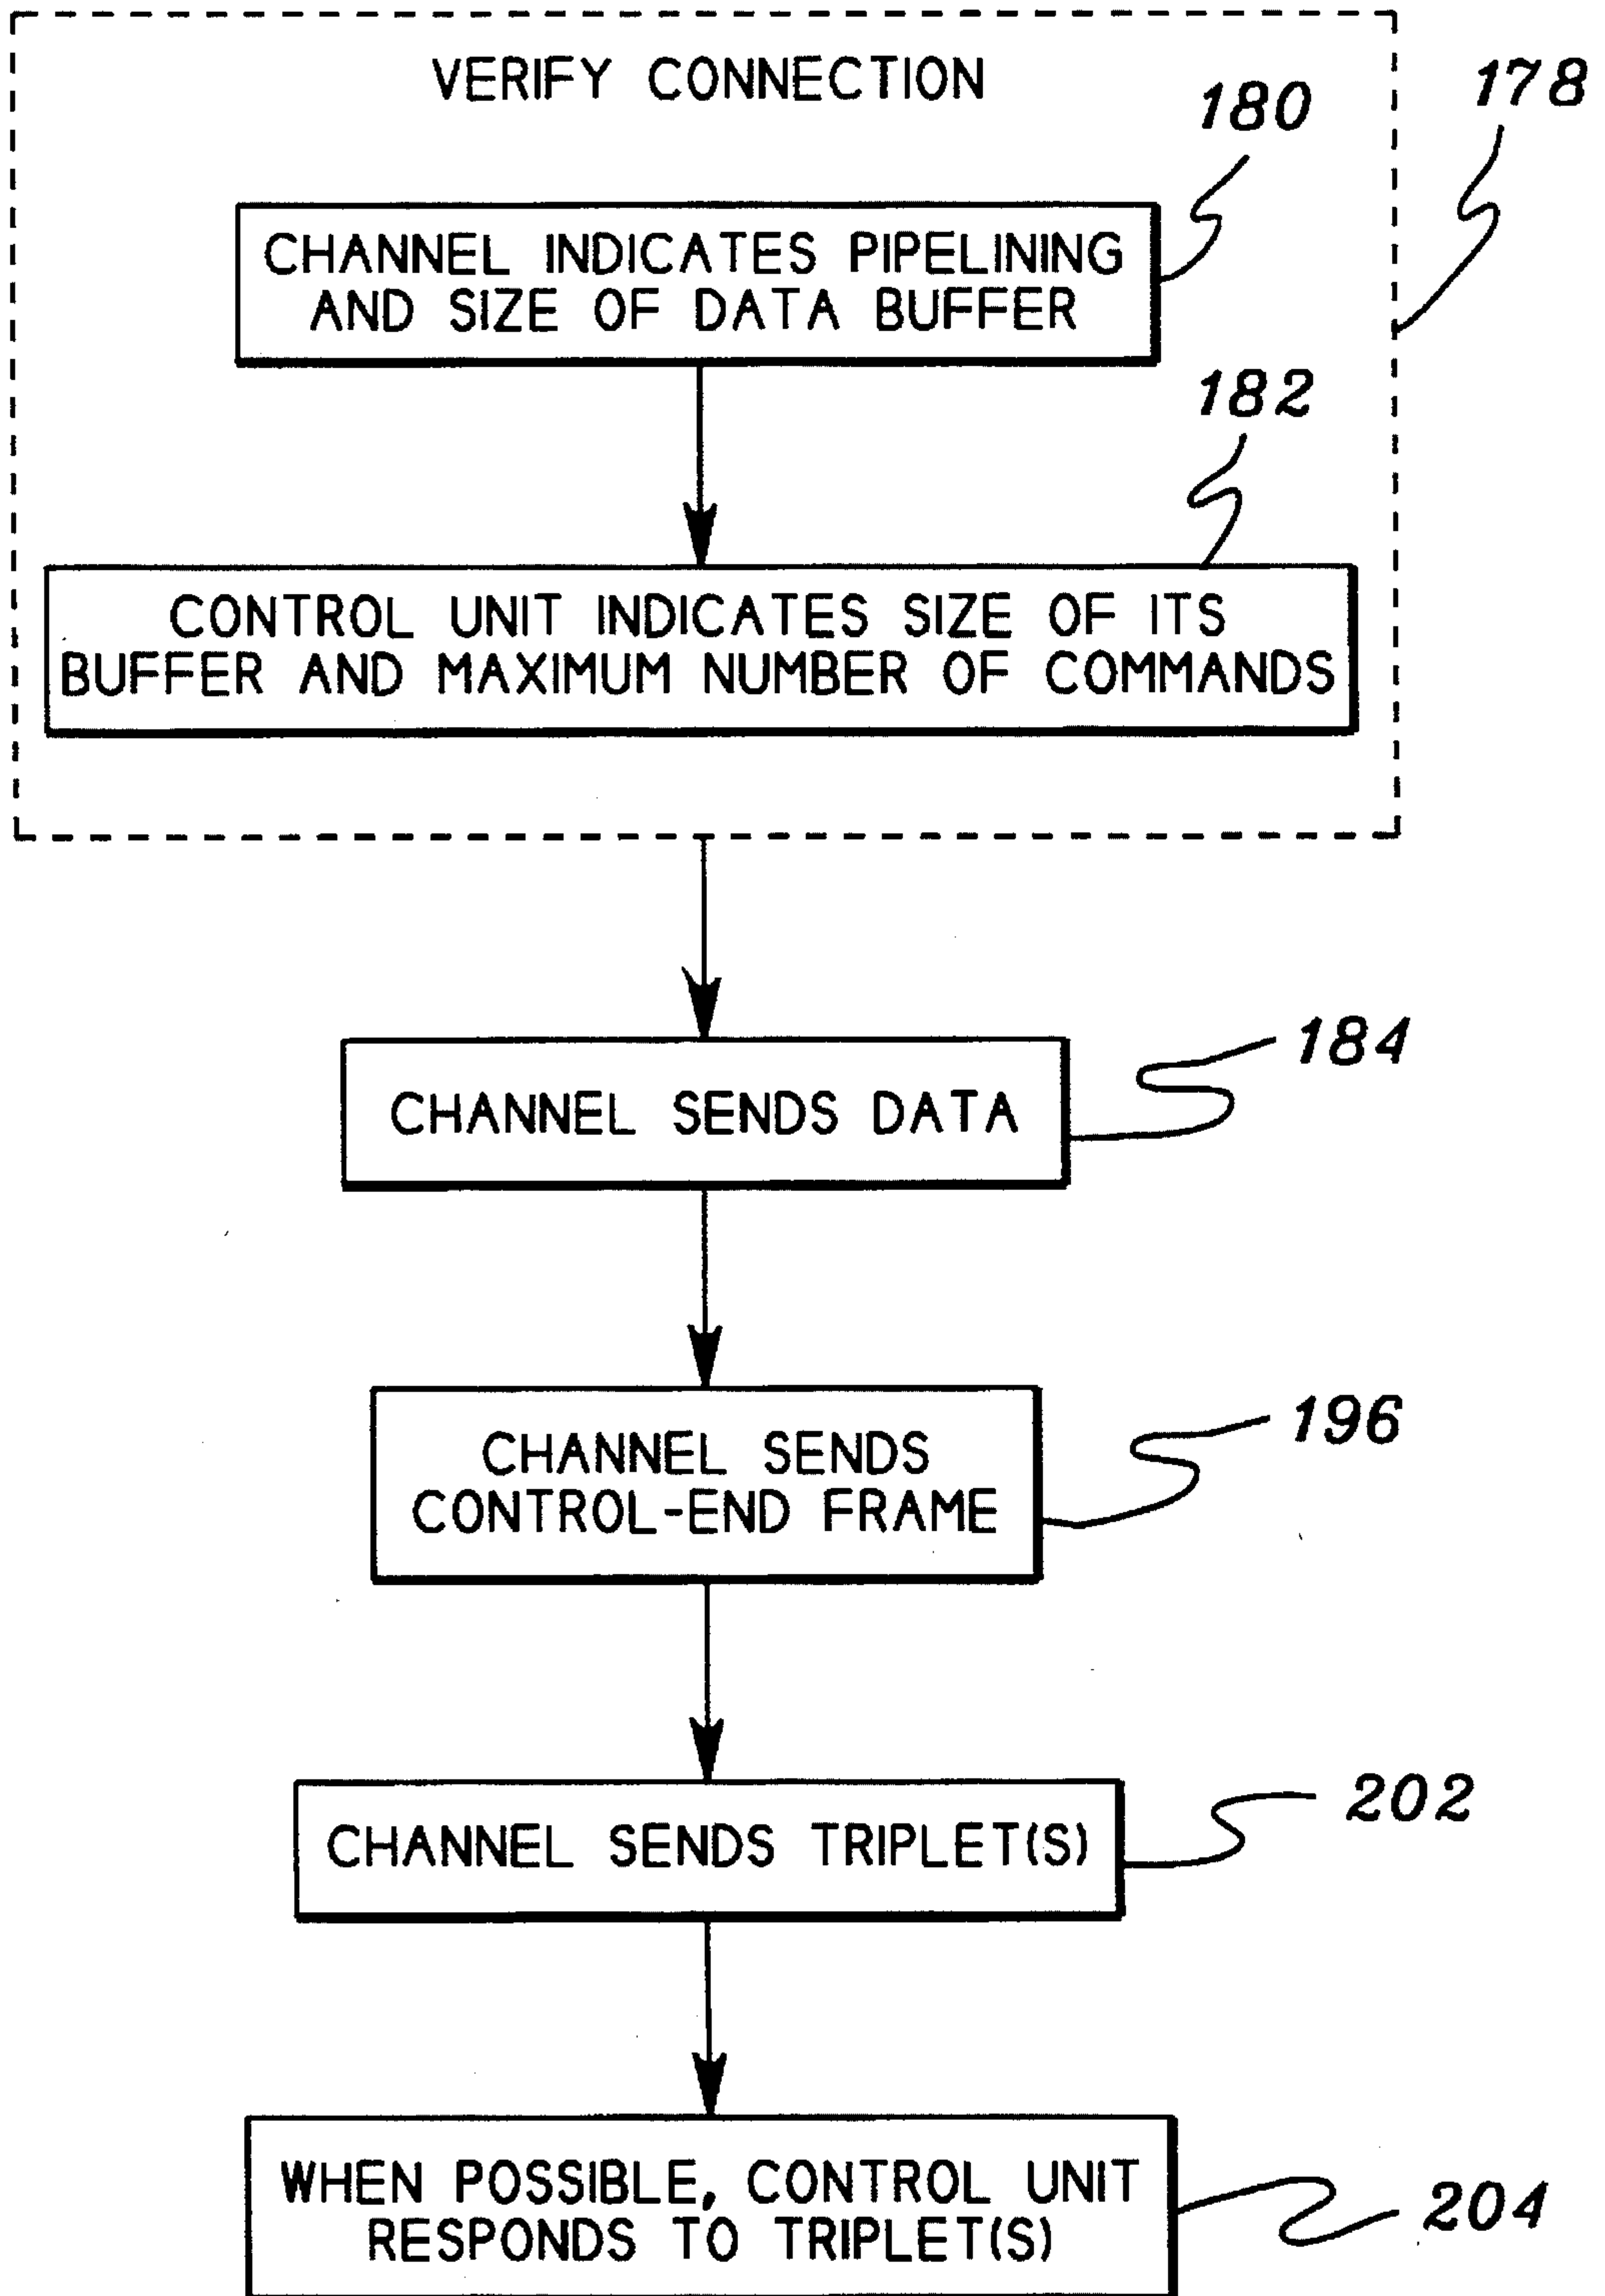 VERIFY CONNECTION
178
180
CHANNEL INDICATES PIPELINING
AND SIZE OF DATA BUFFER
182
CONTROL UNIT INDICATES SIZE OF ITS
BUFFER AND MAXIMUM NUMBER OF COMMANDS
184
CHANNEL SENDS DATA
196
CHANNEL SENDS
CONTROL-END FRAME
202
CHANNEL SENDS TRIPLET(S)
WHEN POSSIBLE, CONTROL UNIT
RESPONDS TO TRIPLET(S)
204